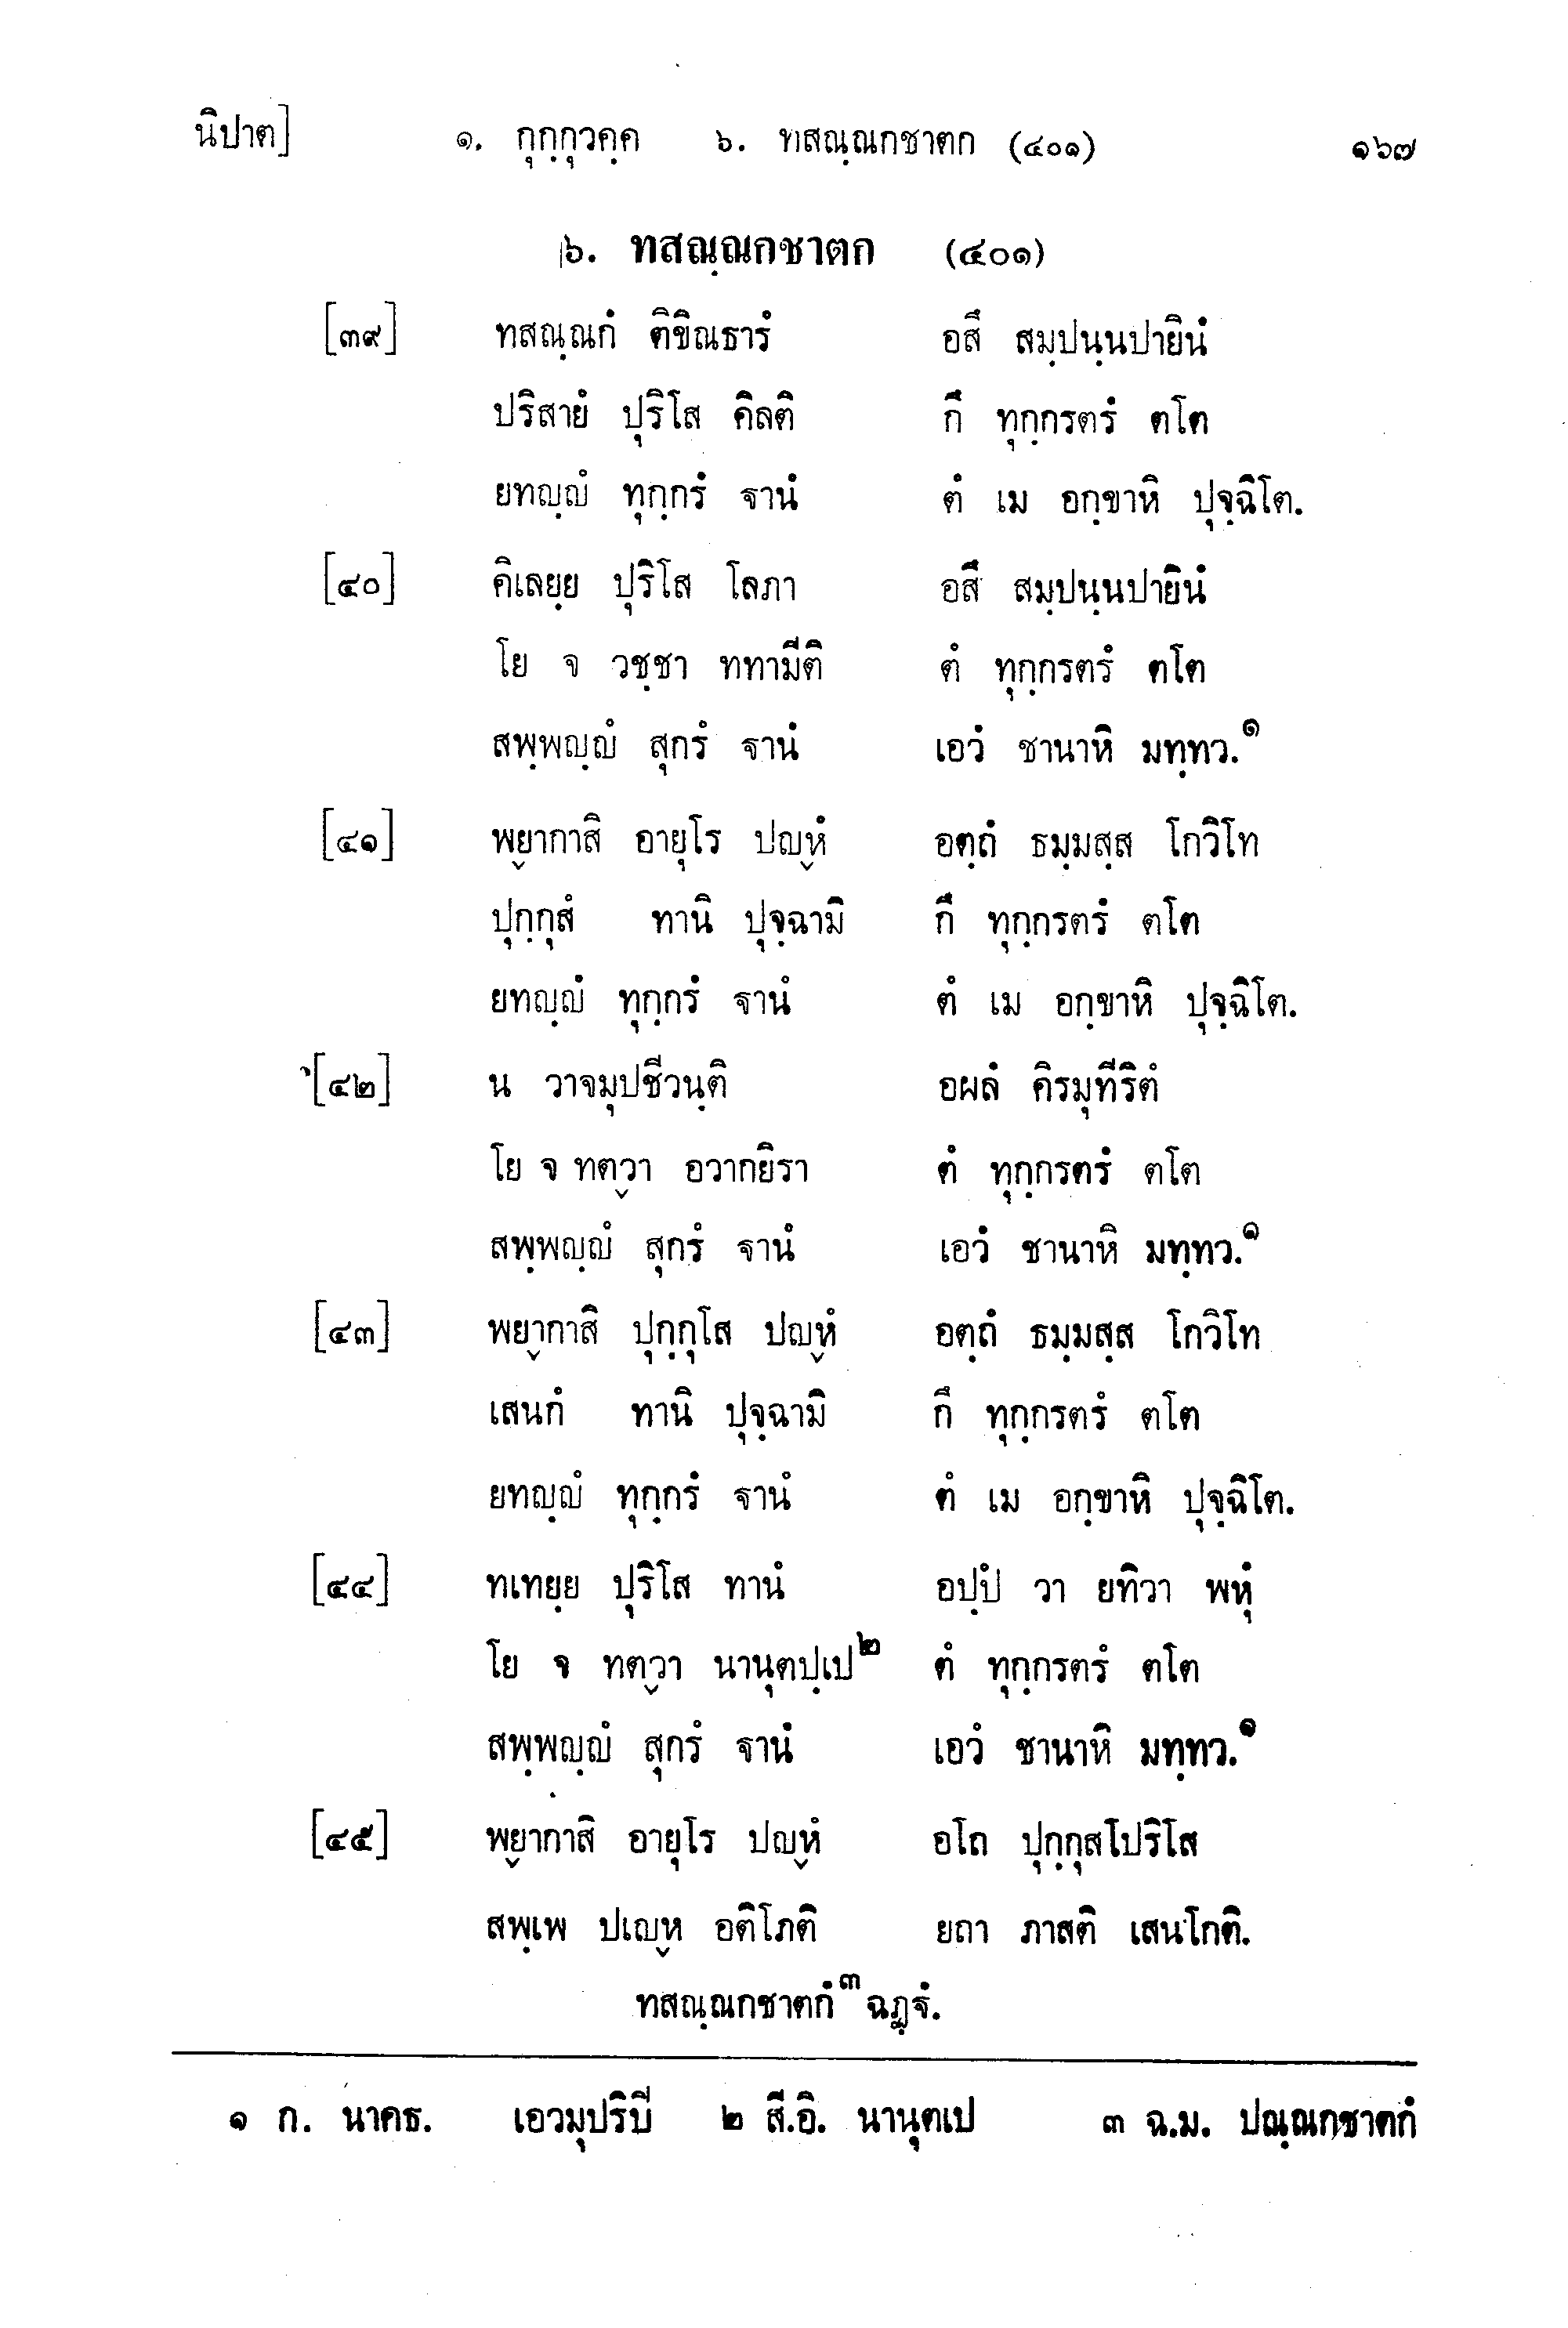 นิปาต] ๑. กุกฺกุวคฺค ๖. ทสณฺณกชาตก (๔๐๑) ๑๖๗
๖. ทสณฺณกชาตก (๔๐๑)
[๓๙] ทสณฺณกํ ติขิณธารํ อสึ สมฺปนฺนปายินํ
ปริสายํ ปุริโส คิลติ กึ ทุกฺกรตรํ ตโต
ยทญฺญํ ทุกฺกรํ ฐานํ ตํ เม อกฺขาหิ ปุจฺฉิโต.
[๔๐] คิเลยฺย ปุริโส โลภา อสึ สมฺปนฺนปายินํ
โย จ วชฺชา ททามีติ ตํ ทุกฺกรตรํ ตโต
สพฺพญฺญํ สุกรํ ฐานํ เอวํ ชานาหิ มทฺทว.๑
[๔๑] พฺยากาสิ อายุโร ปญฺหํ อตฺถํ ธมฺมสฺส โกวิโท
ปุกฺกุสํ ทานิ ปุจฺฉามิ กึ ทุกฺกรตรํ ตโต
ยทญฺญํ ทุกฺกรํ ฐานํ ตํ เม อกฺขาหิ ปุจฺฉิโต.
[๔๒] น วาจมุปชีวนฺติ อผลํ คิรมุทีริตํ
โย จ ทตฺวา อวากยิรา ตํ ทุกฺกรตรํ ตโต
สพฺพญฺญํ สุกรํ ฐานํ เอวํ ชานาหิ มทฺทว.๑
[๔๓] พฺยากาสิ ปุกฺกุโส ปญฺหํ อตฺถํ ธมฺมสฺส โกวิโท
เสนกํ ทานิ ปุจฺฉามิ กึ ทุกฺกรตรํ ตโต
ยทญฺญํ ทุกฺกรํ ฐานํ ตํ เม อกฺขาหิ ปุจฺฉิโต.
[๔๔] ทเทยฺย ปุริโส ทานํ อปฺปํ วา ยทิวา พหุํ
โย จ ทตฺวา นานุตปฺเป๒ ตํ ทุกฺกรตรํ ตโต
สพฺพญฺญํ สุกรํ ฐานํ เอวํ ชานาหิ มทฺทว.๑
[๔๕] พฺยากาสิ อายุโร ปญฺหํ อโถ ปุกฺกุสโปริโส
สพฺเพ ปเญฺห อติโภติ ยถา ภาสติ เสนโกติ.
ทสณฺณกชาตกํ๓ ฉฏฺฐํ.
๑ ก. นาคธ. เอวมุปริบี ๒ สี.อิ. นานุตเป ๓ ฉ.ม. ปณฺณกชาตกํ